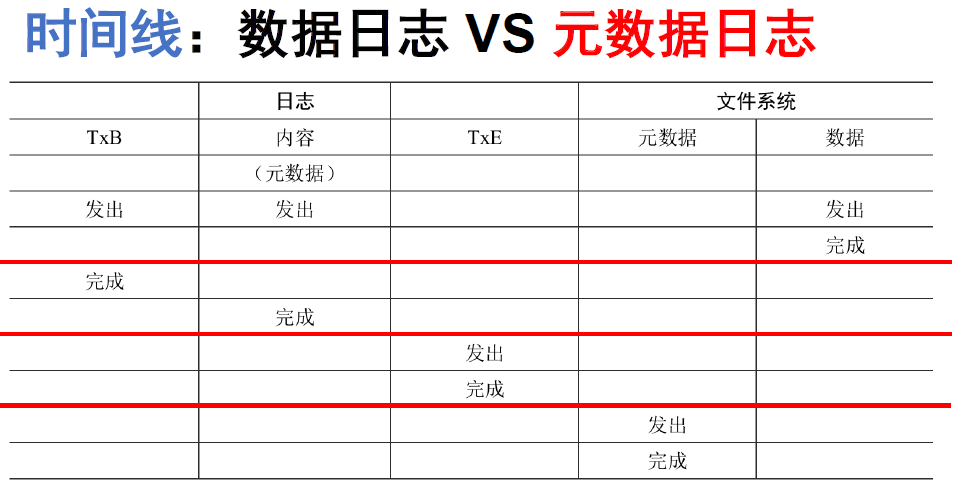 时间线：数据日志 VS 元数据日志
日志 文件系统
TxB 内容 TxE 元数据 数据
（元数据）
发出 发出 发出
完成
完成
完成
发出
完成
发出
完成